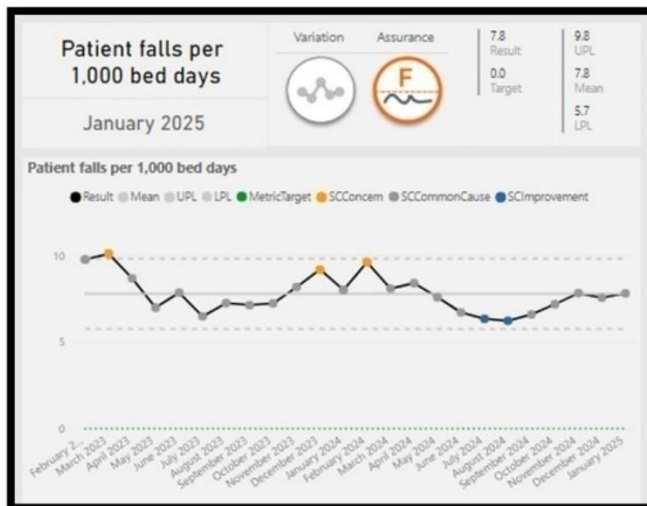 Patient falls per
1,000 bed days
January 2025
Variation
Assurance
F
7.8
Result
0.0
Target
9.8
UPL
7.8
Mean
5.7
LPL
Patient falls per 1,000 bed days
Result Mean UPL LPL MetricTarget SCConcern SCCommonCause SCImprovement
10
5
0
February 2...
March 2023
April 2023
May 2023
June 2023
July 2023
August 2023
September 2023
October 2023
November 2023
December 2023
January 2024
February 2024
March 2024
April 2024
May 2024
June 2024
July 2024
August 2024
September 2024
October 2024
November 2024
December 2024
January 2025